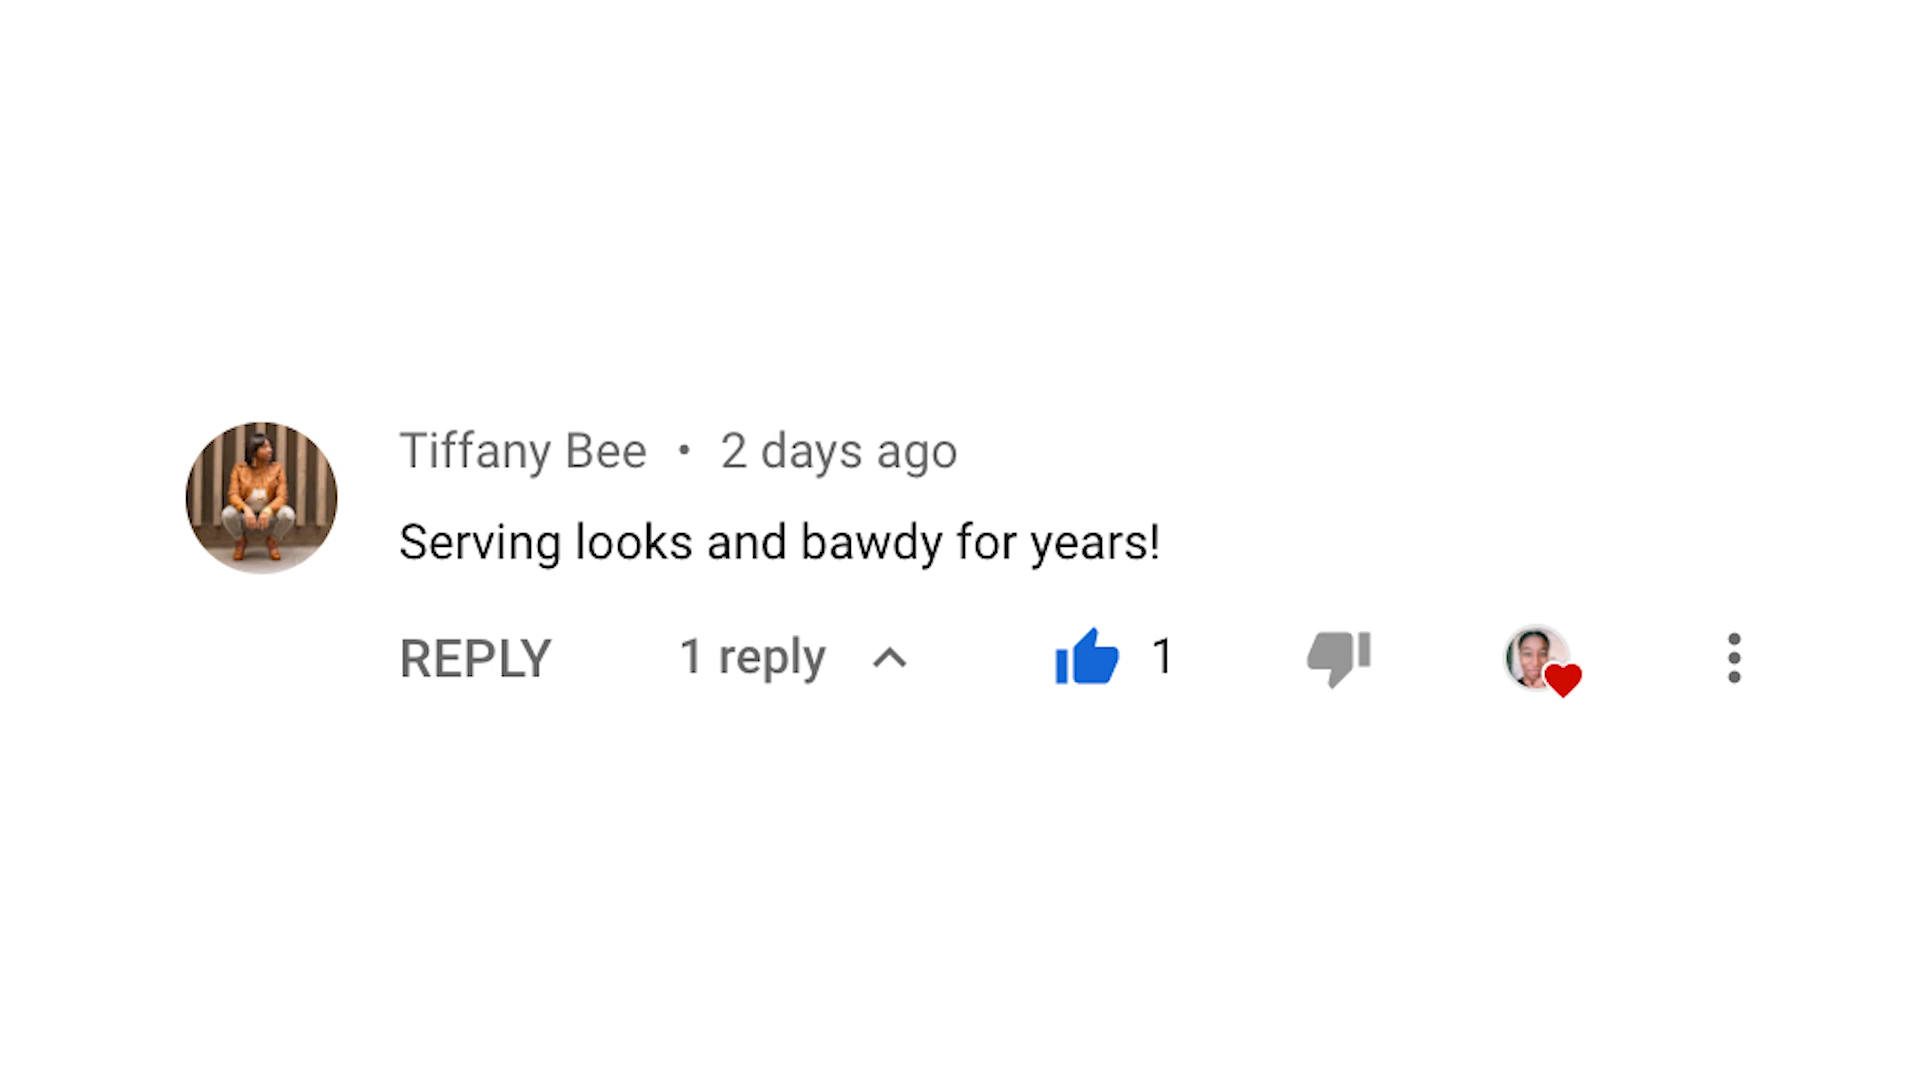 Tiffany Bee • 2 days ago
Serving looks and bawdy for years!
REPLY 1 reply 1